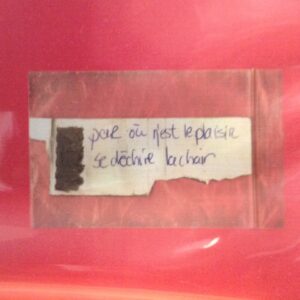 par où n'est le plaisir
se déchire la chair